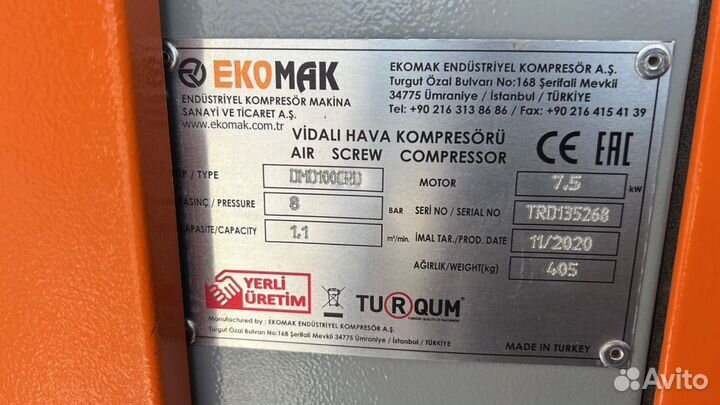 EKOMAK
ENDÜSTRİYEL KOMPRESÖR MAKİNA
SANAYİ VE TİCARET A.Ş.
www.ekomak.com.tr
EKOMAK ENDÜSTRİYEL KOMPRESÖR A.Ş.
Turgut Özal Bulvarı No:168 Şerifali Mevkii
34775 Ümraniye / İstanbul / TÜRKİYE
Tel: +90 216 313 86 86 / Fax: +90 216 415 41 39
VİDALI HAVA KOMPRESÖRÜ
AIR SCREW COMPRESSOR
CE EAC
İP / TYPE DMD100CRD
MOTOR 7.5 kW
BASINÇ / PRESSURE 8 BAR
SERİ NO / SERIAL NO TRD135268
KAPASİTE/CAPACITY 1.1 m³/min.
İMAL TAR./PROD. DATE 11/2020
AĞIRLIK/WEIGHT(kg) 405
YERLİ
ÜRETİM
TURQUM
Manufactured by : EKOMAK ENDÜSTRİYEL KOMPRESÖR A.Ş.
Turgut Özal Bulvarı No:168 Şerifali Mevkii 34775 Ümraniye / İstanbul / TÜRKİYE
MADE IN TURKEY
Avito